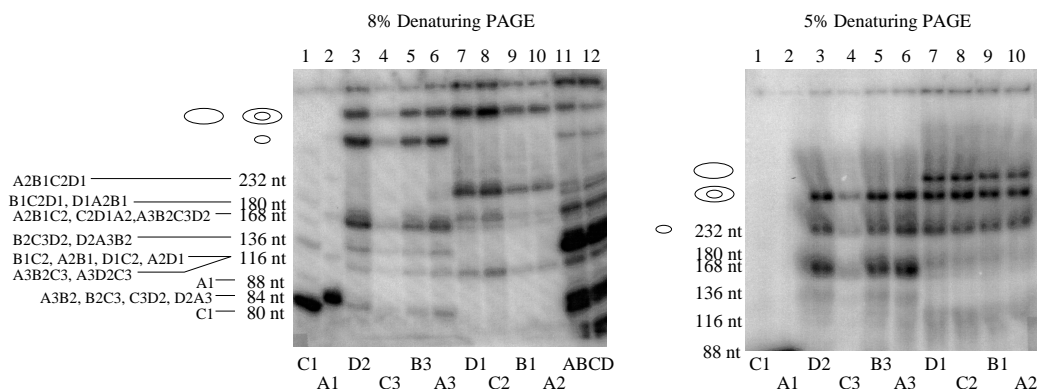 8% Denaturing PAGE
1 2 3 4 5 6 7 8 9 10 11 12
A2B1C2D1
232 nt
B1C2D1, D1A2B1
180 nt
A2B1C2, C2D1A2,A3B2C3D2
168 nt
B2C3D2, D2A3B2
136 nt
B1C2, A2B1, D1C2, A2D1
116 nt
A3B2C3, A3D2C3
A1
88 nt
A3B2, B2C3, C3D2, D2A3
84 nt
C1
80 nt
C1 D2 B3 D1 B1 ABCD
A1 C3 A3 C2 A2
5% Denaturing PAGE
1 2 3 4 5 6 7 8 9 10
232 nt
180 nt
168 nt
136 nt
116 nt
88 nt
C1 D2 B3 D1 B1
A1 C3 A3 C2 A2